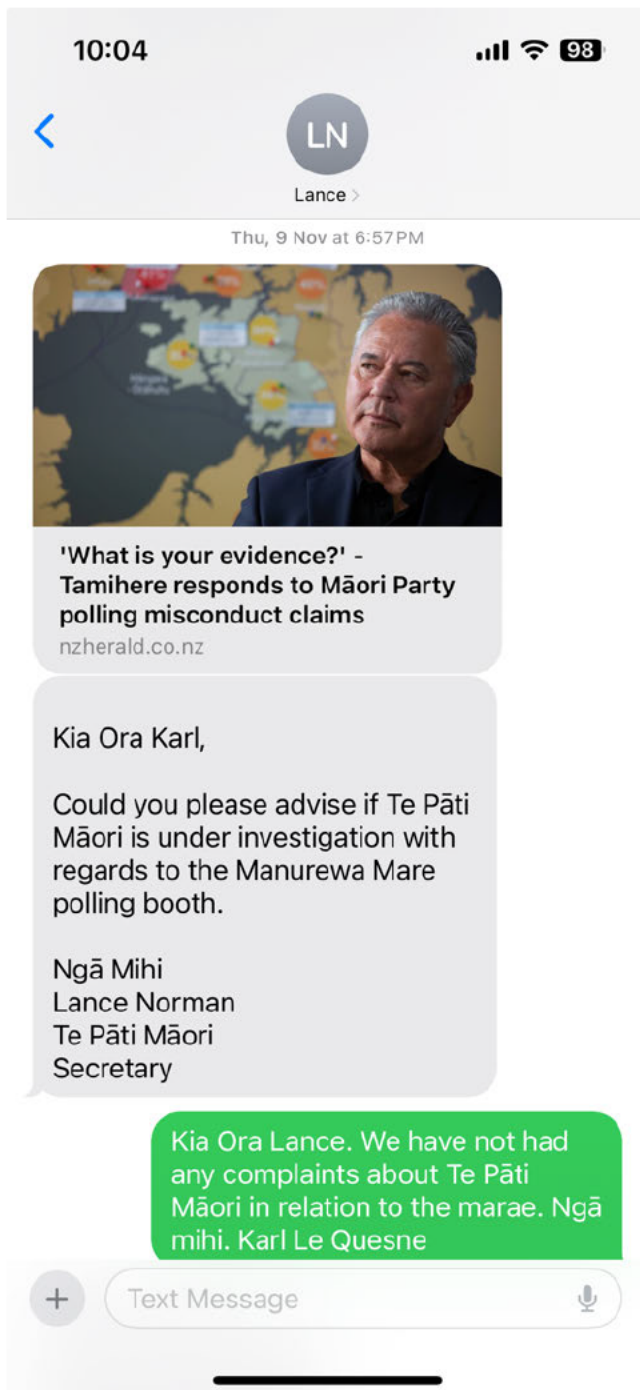 10:04
98
LN
Lance
Thu, 9 Nov at 6:57 PM
'What is your evidence?' -
Tamihere responds to Māori Party
polling misconduct claims
nzherald.co.nz
Kia Ora Karl,
Could you please advise if Te Pāti
Māori is under investigation with
regards to the Manurewa Mare
polling booth.
Ngā Mihi
Lance Norman
Te Pāti Māori
Secretary
Kia Ora Lance. We have not had
any complaints about Te Pāti
Māori in relation to the marae. Ngā
mihi. Karl Le Quesne
Text Message